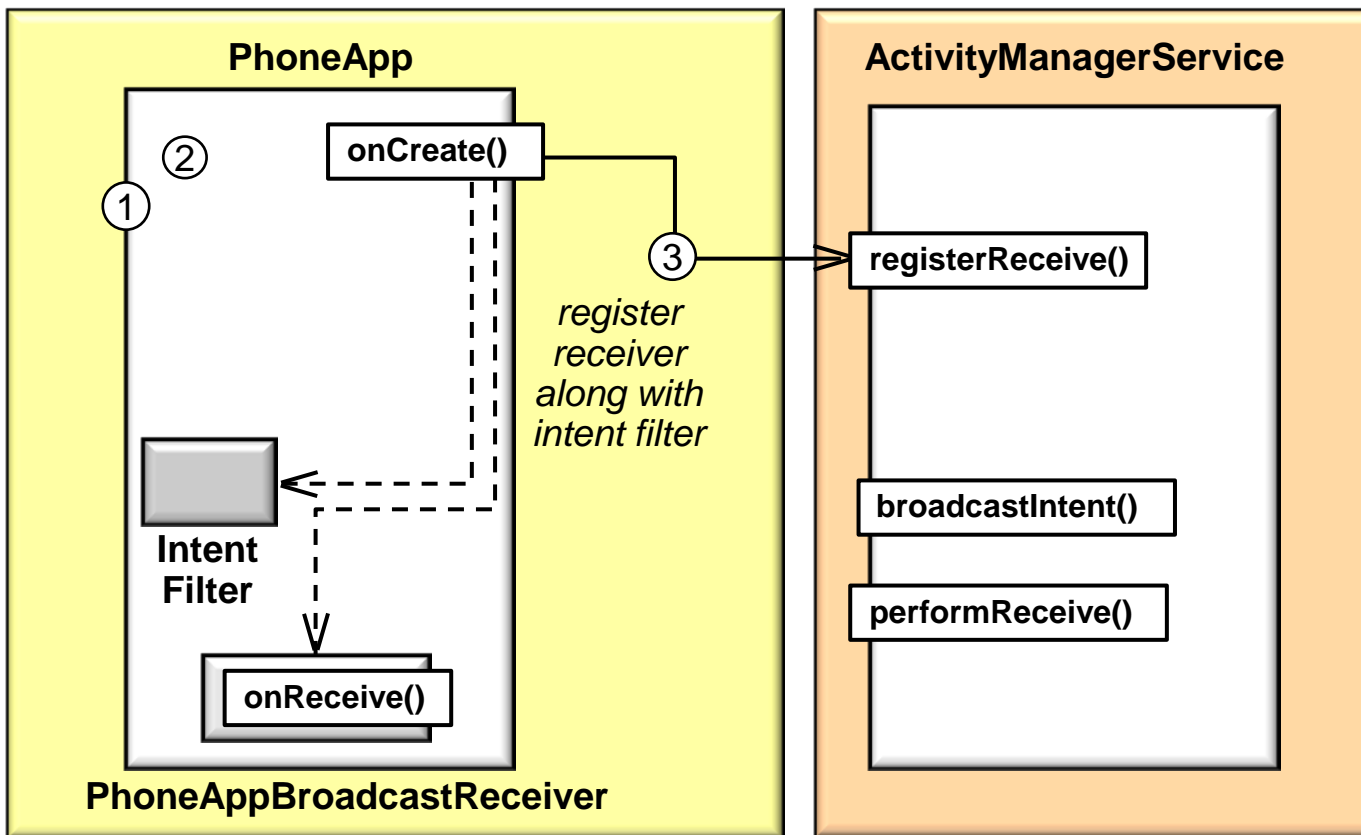 PhoneApp
onCreate()
2
1
3
register
receiver
along with
intent filter
Intent
Filter
onReceive()
PhoneAppBroadcastReceiver
ActivityManagerService
registerReceive()
broadcastIntent()
performReceive()